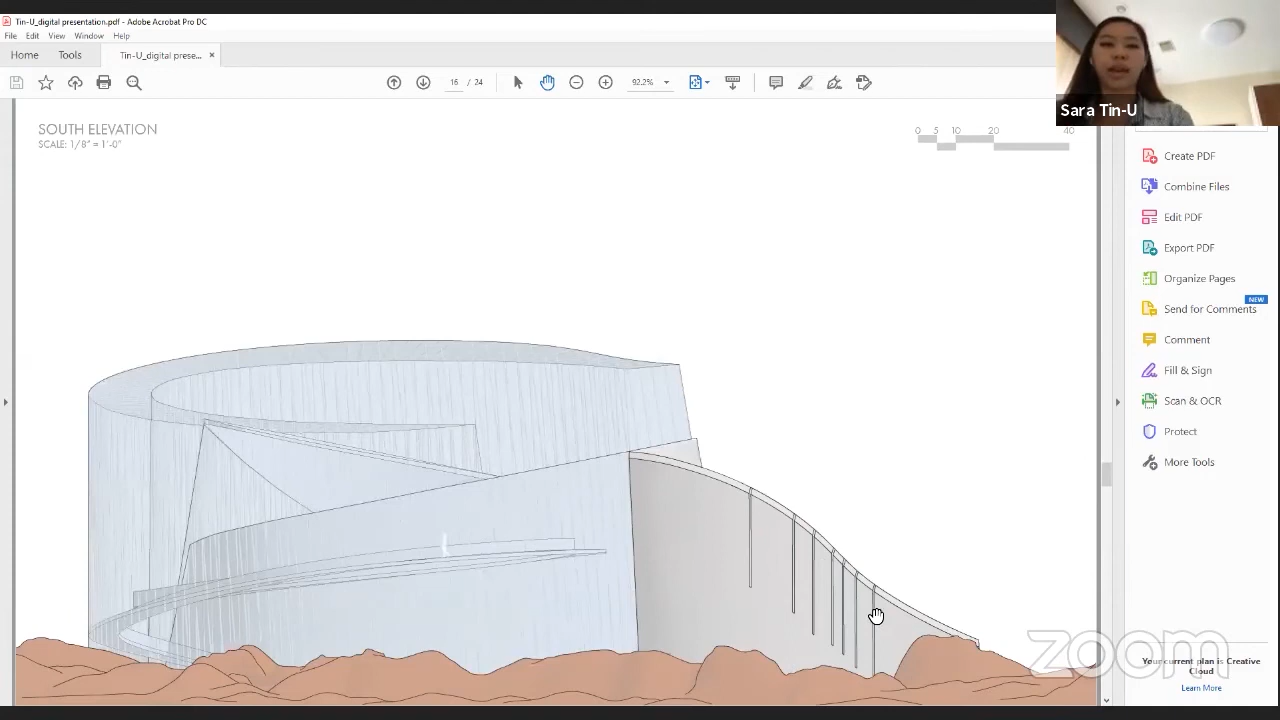 Tin-U_digital presentation.pdf - Adobe Acrobat Pro DC
File Edit View Window Help
Home Tools Tin-U_digital prese... ×
16 / 24 92.2%
Sara Tin-U
SOUTH ELEVATION
SCALE: 1/8" = 1'-0"
0 5 10 20 40
Create PDF
Combine Files
Edit PDF
Export PDF
Organize Pages
NEW
Send for Comments
Comment
Fill & Sign
Scan & OCR
Protect
More Tools
zoom
Your current plan is Creative
Cloud
Learn More